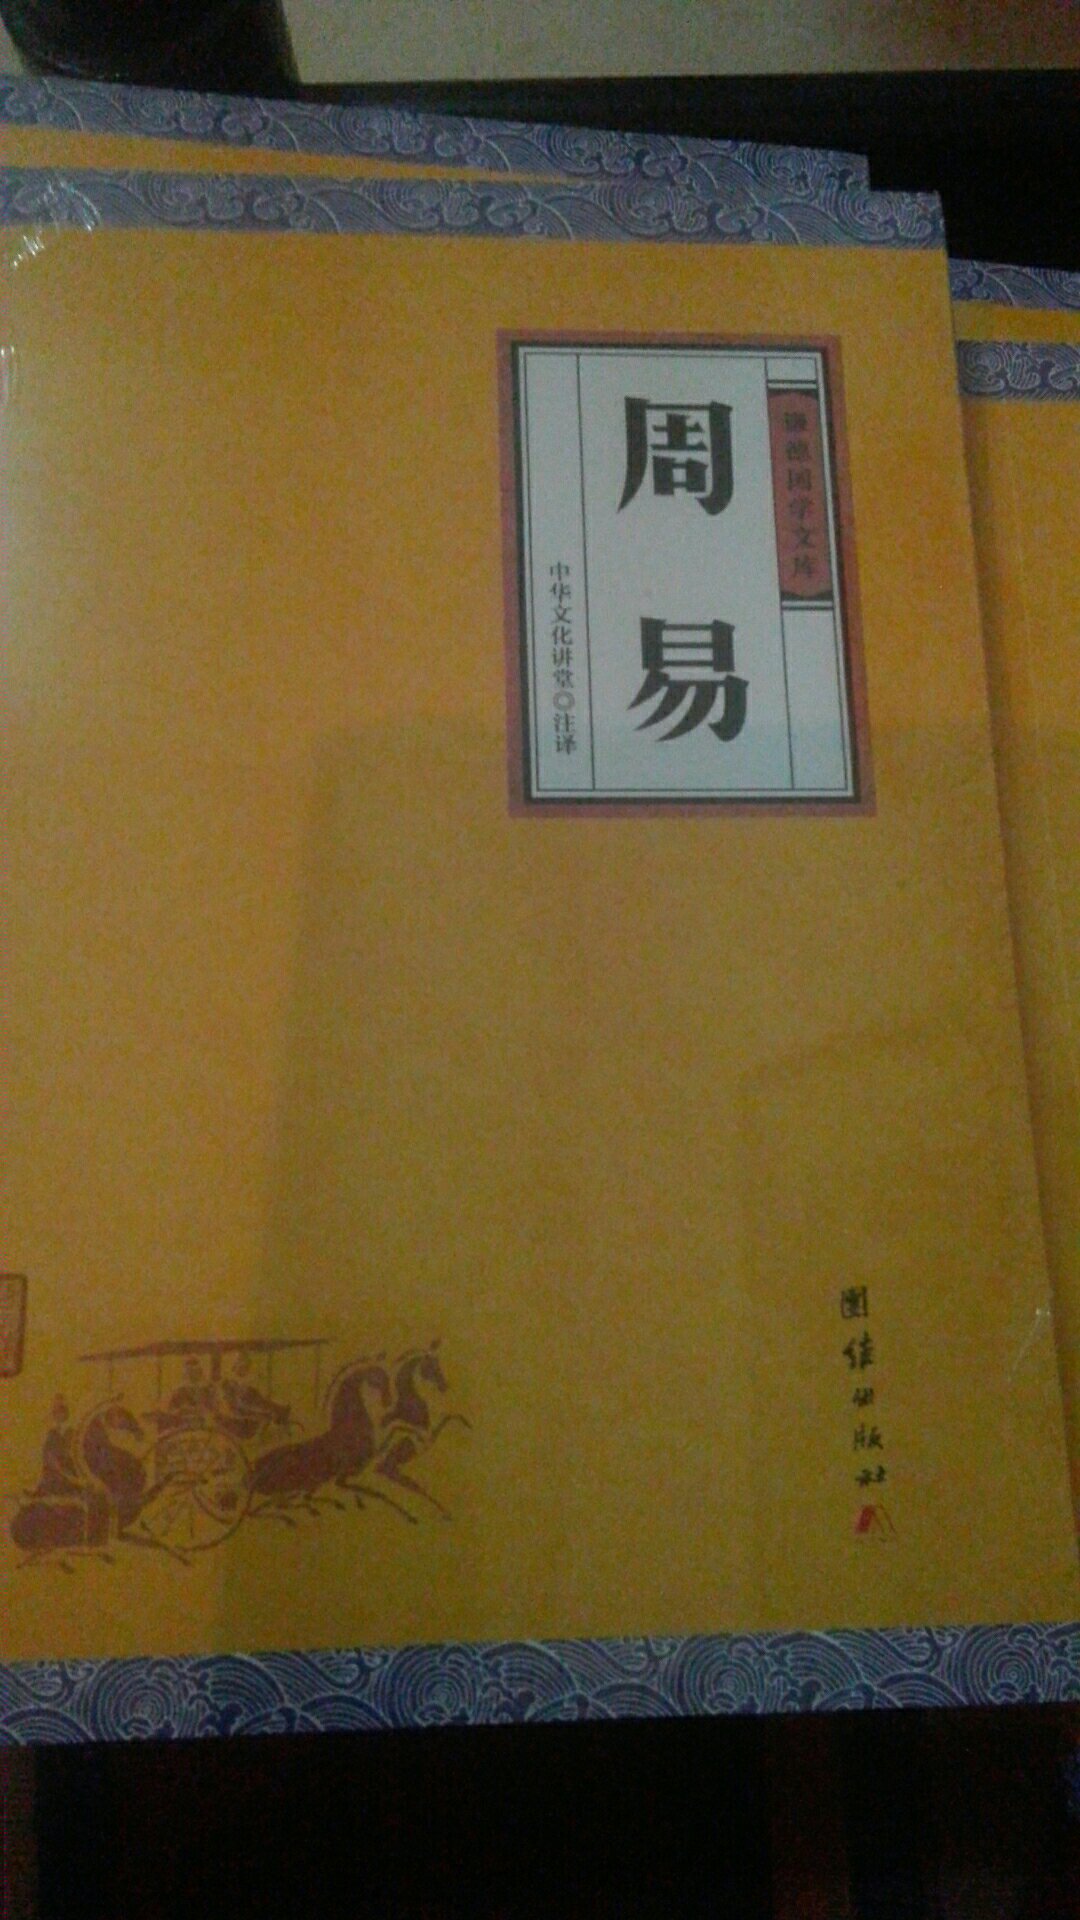 谦德国学文库
周易
中华文化讲堂◎注译
團结出版社